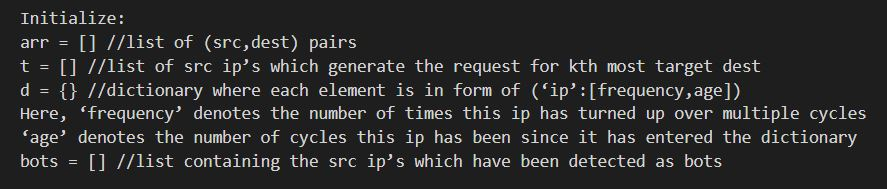 Initialize:
arr = [] //list of (src,dest) pairs
t = [] //list of src ip’s which generate the request for kth most target dest
d = {} //dictionary where each element is in form of (‘ip’:[frequency,age])
Here, ‘frequency’ denotes the number of times this ip has turned up over multiple cycles
‘age’ denotes the number of cycles this ip has been since it has entered the dictionary
bots = [] //list containing the src ip’s which have been detected as bots